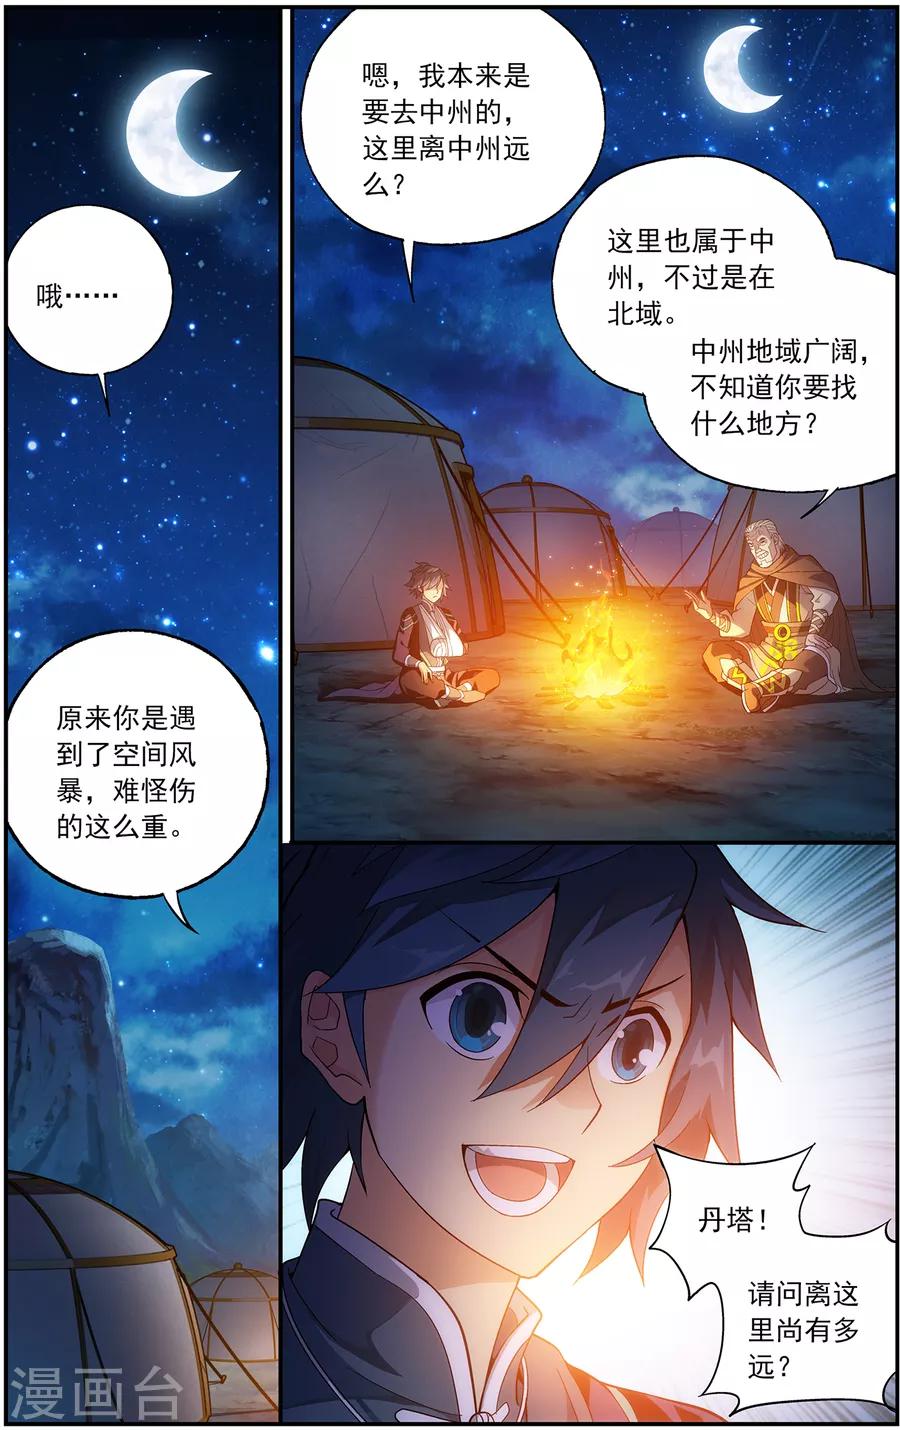 哦……
原来你是遇
到了空间风
暴，难怪伤
的这么重。
嗯，我本来是
要去中州的，
这里离中州远
么？
这里也属于中
州，不过是在
北域。
中州地域广阔，
不知道你要找
什么地方？
丹塔！
请问离这
里尚有多
远？
漫画台